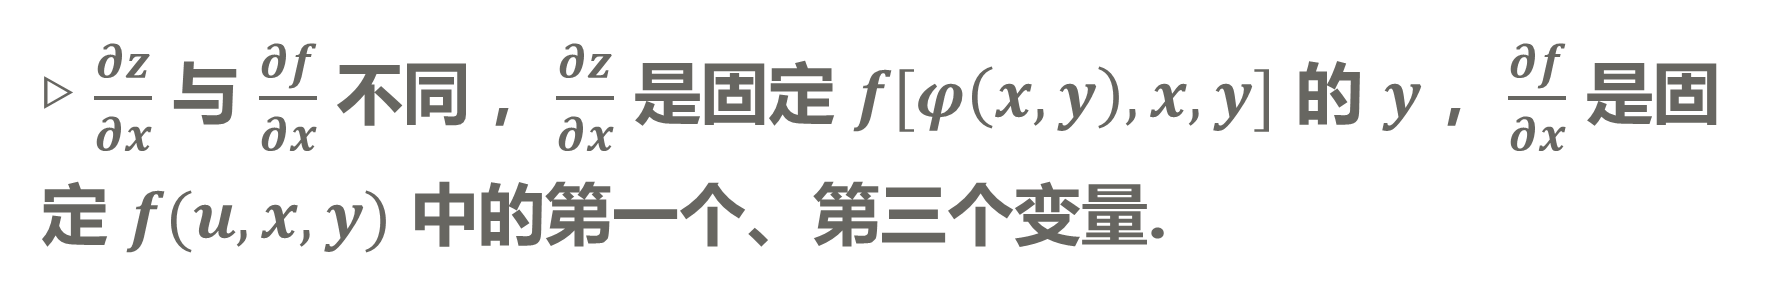 ▷ ∂z/∂x 与 ∂f/∂x 不同，∂z/∂x 是固定 f[φ(x,y),x,y] 的 y，∂f/∂x 是固
定 f(u,x,y) 中的第一个、第三个变量.